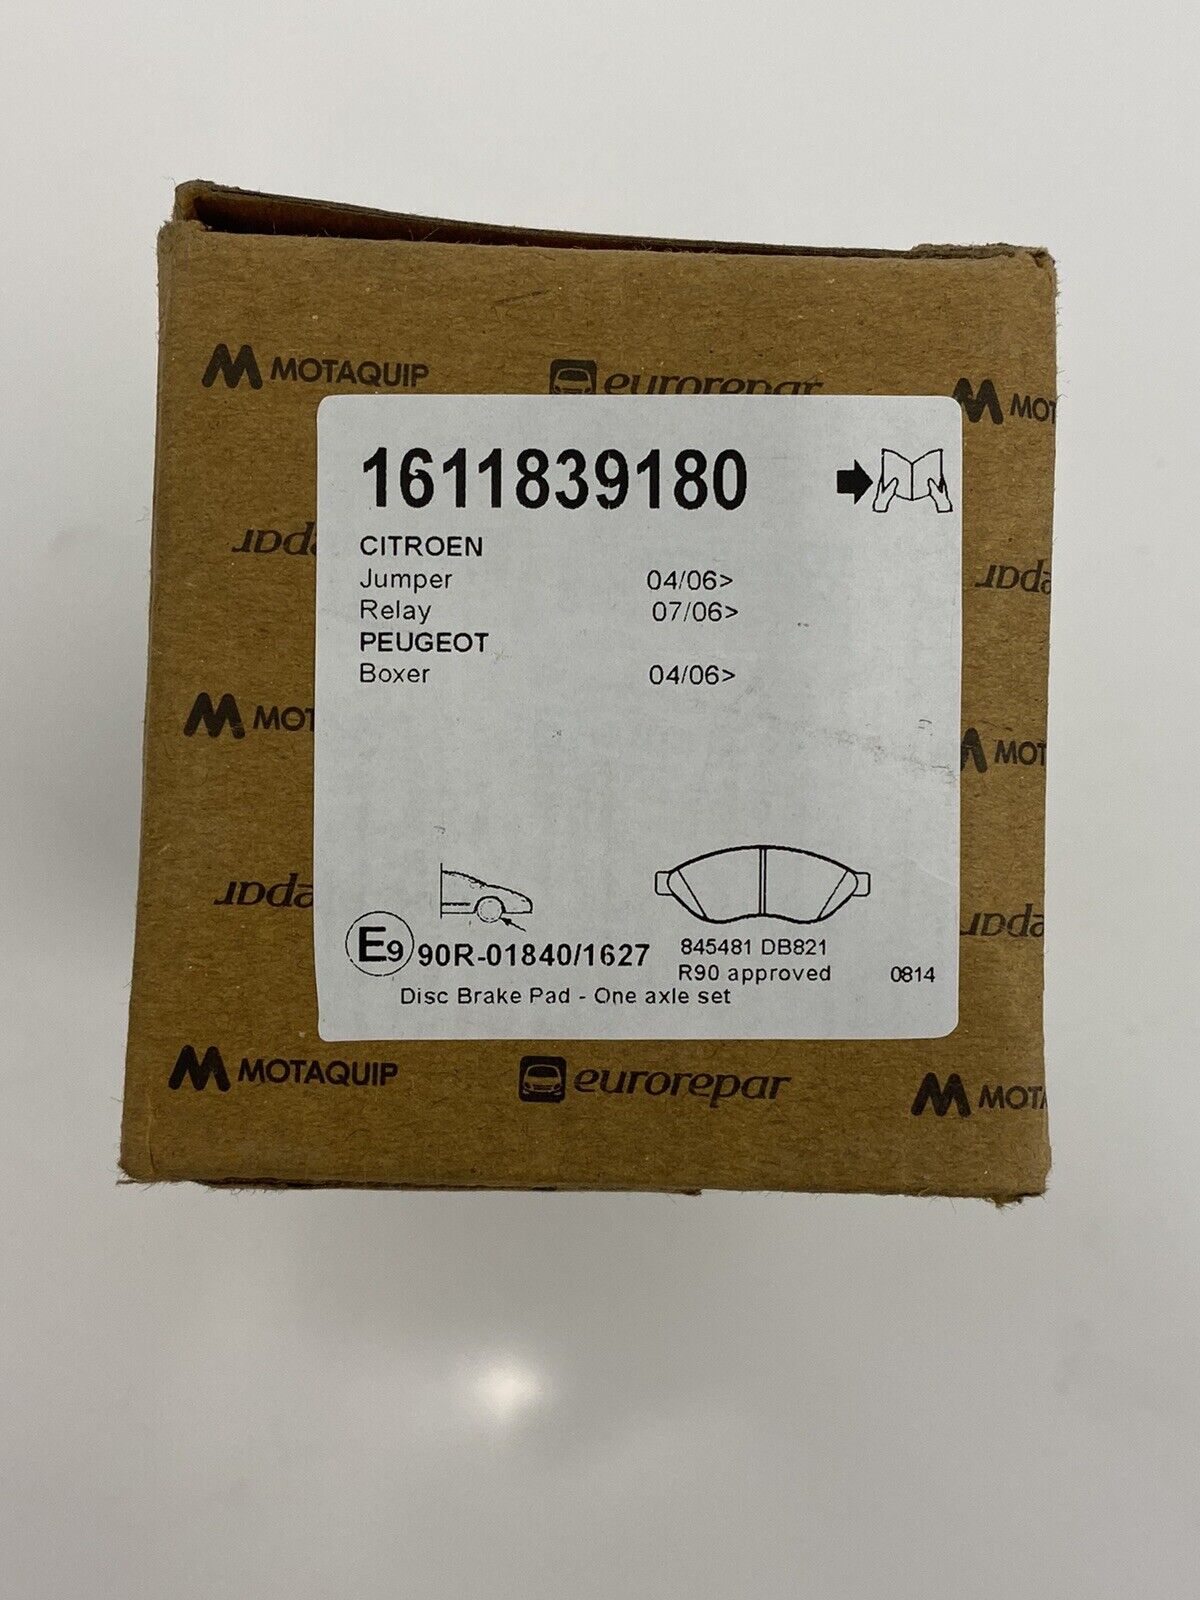 MOTAQUIP eurorepar MOT
1611839180
CITROEN
Jumper 04/06>
Relay 07/06>
PEUGEOT
Boxer 04/06>
MOT MOT
E9 90R-01840/1627
845481 DB821
R90 approved 0814
Disc Brake Pad - One axle set
MOTAQUIP eurorepar MOT